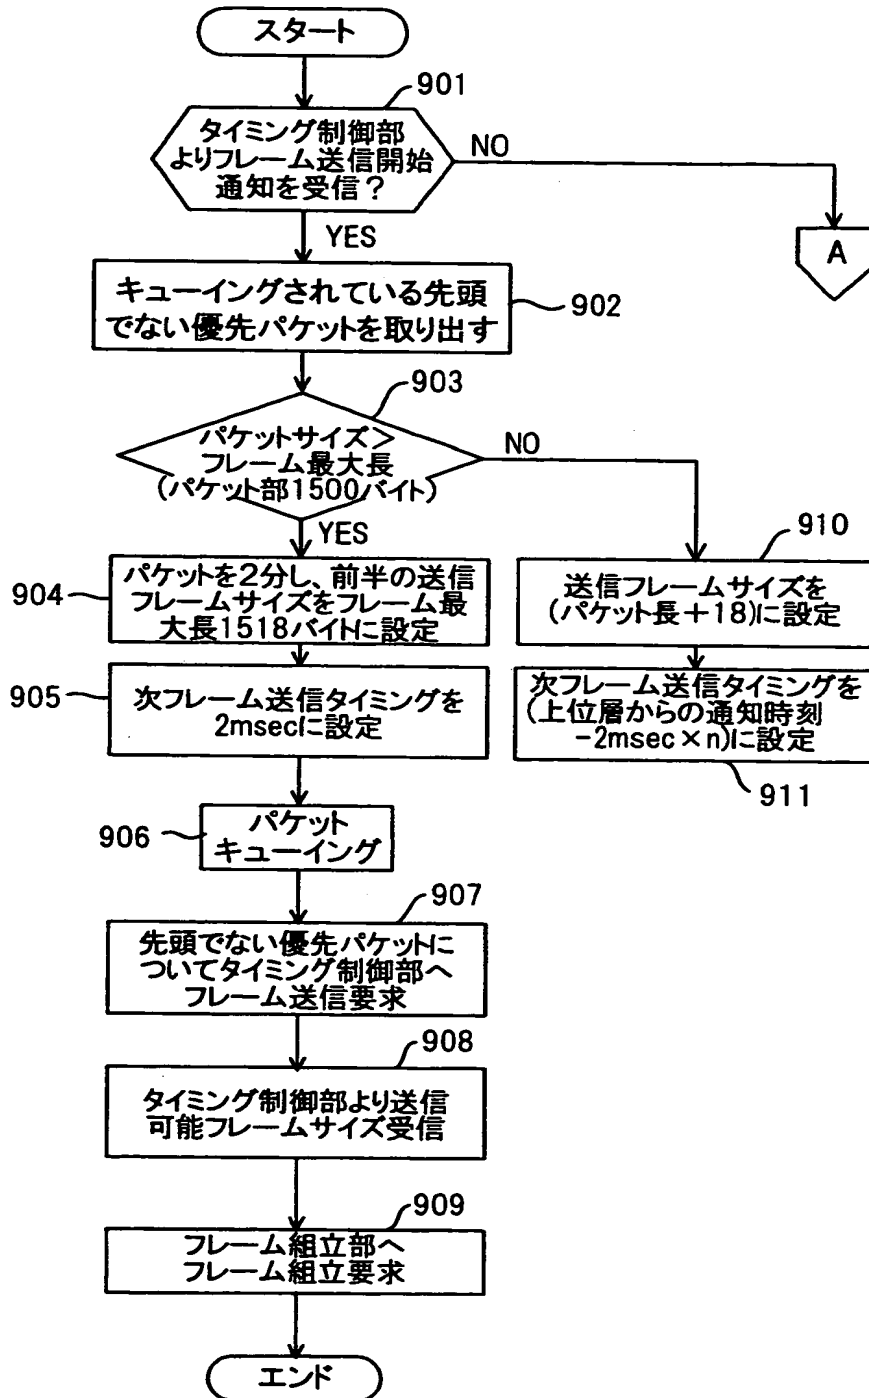 スタート
901
タイミング制御部
よりフレーム送信開始
通知を受信？
NO
YES
A
キューイングされている先頭
でない優先パケットを取り出す
902
903
パケットサイズ＞
フレーム最大長
(パケット部1500バイト)
NO
YES
904
パケットを2分し、前半の送信
フレームサイズをフレーム最
大長1518バイトに設定
910
送信フレームサイズを
(パケット長＋18)に設定
905
次フレーム送信タイミングを
2msecに設定
次フレーム送信タイミングを
(上位層からの通知時刻
-2msec×n)に設定
911
906
パケット
キューイング
907
先頭でない優先パケットに
ついてタイミング制御部へ
フレーム送信要求
908
タイミング制御部より送信
可能フレームサイズ受信
909
フレーム組立部へ
フレーム組立要求
エンド